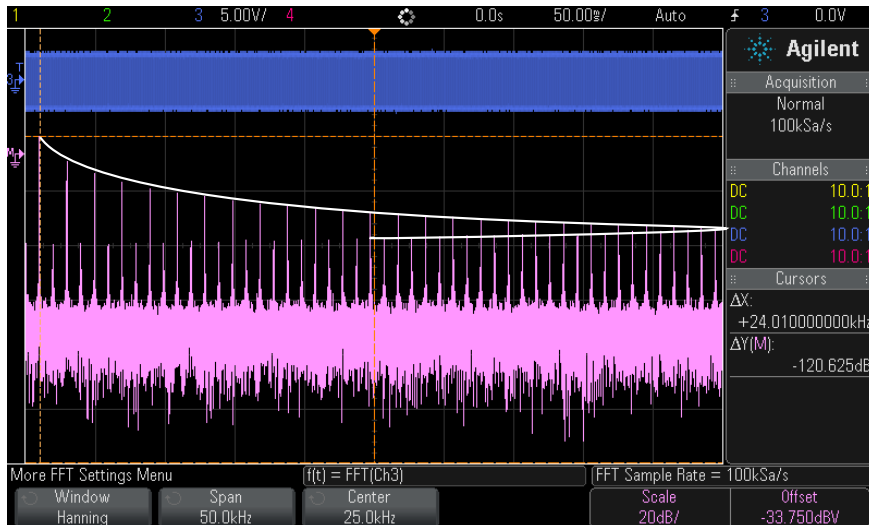 1 2 3 5.00V/ 4 0.0s 50.00ms/ Auto 3 0.0V
Agilent
Acquisition
Normal
100kSa/s
Channels
DC 10.0:1
DC 10.0:1
DC 10.0:1
DC 10.0:1
Cursors
ΔX:
+24.010000000kHz
ΔY(M):
-120.625dB
T
3
M
More FFT Settings Menu f(t) = FFT(Ch3) FFT Sample Rate = 100kSa/s
Window Span Center Scale Offset
Hanning 50.0kHz 25.0kHz 20dB/ -33.750dBV